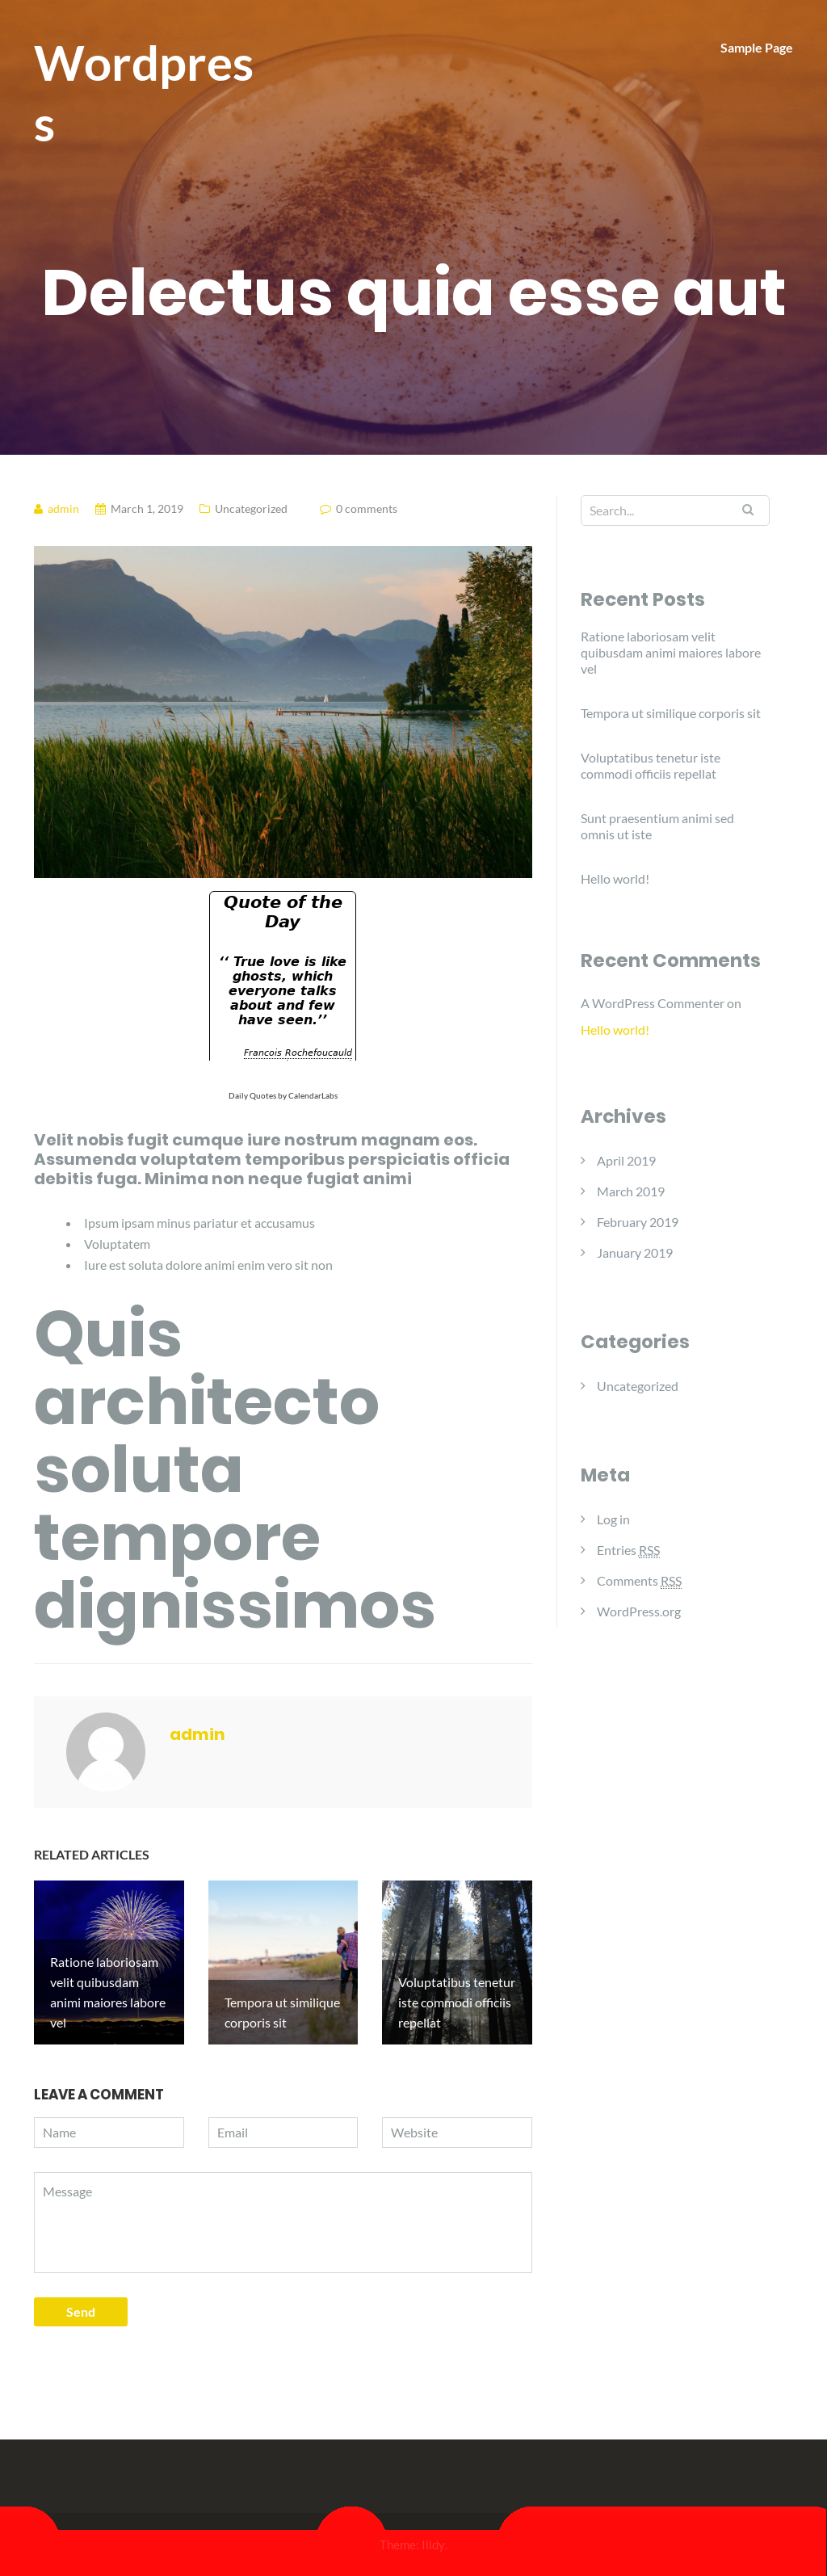 Wordpres
s
Sample Page
Delectus quia esse aut
admin March 1, 2019 Uncategorized 0 comments
Quote of the
Day
‘‘ True love is like
ghosts, which
everyone talks
about and few
have seen.’’
Francois Rochefoucauld
Daily Quotes by CalendarLabs
Velit nobis fugit cumque iure nostrum magnam eos.
Assumenda voluptatem temporibus perspiciatis officia
debitis fuga. Minima non neque fugiat animi
• Ipsum ipsam minus pariatur et accusamus
• Voluptatem
• Iure est soluta dolore animi enim vero sit non
Quis
architecto
soluta
tempore
dignissimos
admin
RELATED ARTICLES
Ratione laboriosam
velit quibusdam
animi maiores labore
vel
Tempora ut similique
corporis sit
Voluptatibus tenetur
iste commodi officiis
repellat
LEAVE A COMMENT
Name
Email
Website
Message
Send
Search...
Recent Posts
Ratione laboriosam velit
quibusdam animi maiores labore
vel
Tempora ut similique corporis sit
Voluptatibus tenetur iste
commodi officiis repellat
Sunt praesentium animi sed
omnis ut iste
Hello world!
Recent Comments
A WordPress Commenter on
Hello world!
Archives
April 2019
March 2019
February 2019
January 2019
Categories
Uncategorized
Meta
Log in
Entries RSS
Comments RSS
WordPress.org
Theme: Illdy.